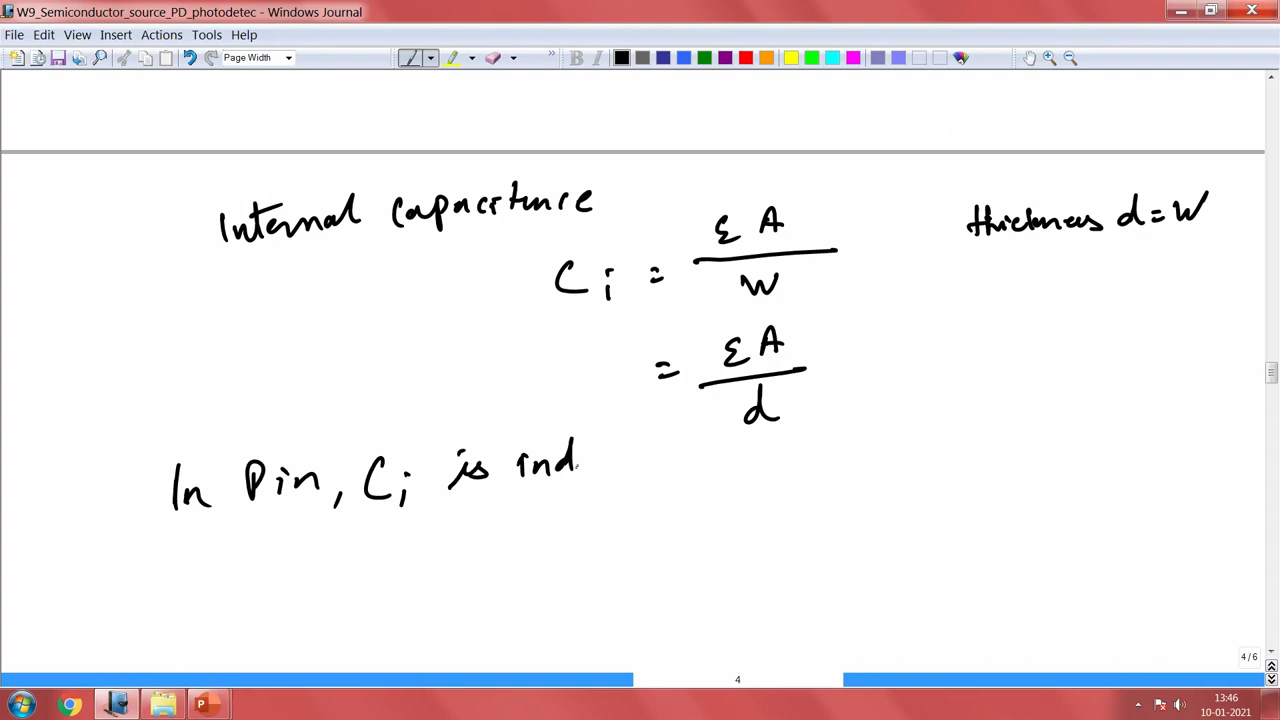 W9_Semiconductor_source_PD_photodetec - Windows Journal
File Edit View Insert Actions Tools Help
Page Width
Internal capacitance
thickness d = W
Ci = εA / W
= εA / d
In Pin, Ci is ind
4/6
4
13:46
10-01-2021